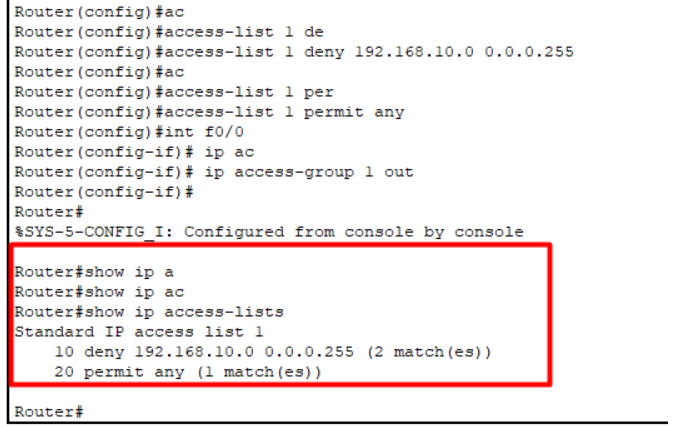 Router(config)#ac
Router(config)#access-list 1 de
Router(config)#access-list 1 deny 192.168.10.0 0.0.0.255
Router(config)#ac
Router(config)#access-list 1 per
Router(config)#access-list 1 permit any
Router(config)#int f0/0
Router(config-if)# ip ac
Router(config-if)# ip access-group 1 out
Router(config-if)#
Router#
%SYS-5-CONFIG_I: Configured from console by console
Router#show ip a
Router#show ip ac
Router#show ip access-lists
Standard IP access list 1
10 deny 192.168.10.0 0.0.0.255 (2 match(es))
20 permit any (1 match(es))
Router#